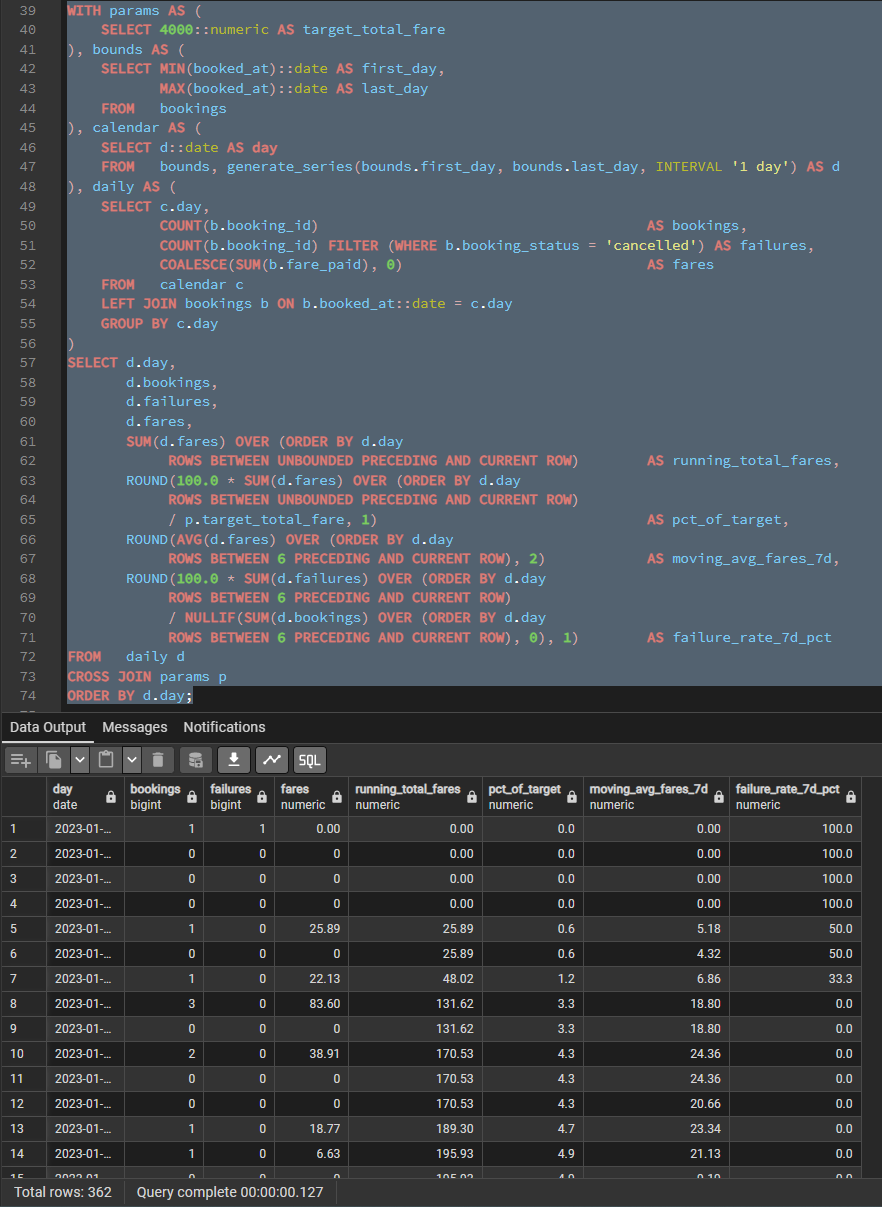 39 WITH params AS (
40 SELECT 4000::numeric AS target_total_fare
41 ), bounds AS (
42 SELECT MIN(booked_at)::date AS first_day,
43 MAX(booked_at)::date AS last_day
44 FROM bookings
45 ), calendar AS (
46 SELECT d::date AS day
47 FROM bounds, generate_series(bounds.first_day, bounds.last_day, INTERVAL '1 day') AS d
48 ), daily AS (
49 SELECT c.day,
50 COUNT(b.booking_id) AS bookings,
51 COUNT(b.booking_id) FILTER (WHERE b.booking_status = 'cancelled') AS failures,
52 COALESCE(SUM(b.fare_paid), 0) AS fares
53 FROM calendar c
54 LEFT JOIN bookings b ON b.booked_at::date = c.day
55 GROUP BY c.day
56 )
57 SELECT d.day,
58 d.bookings,
59 d.failures,
60 d.fares,
61 SUM(d.fares) OVER (ORDER BY d.day
62 ROWS BETWEEN UNBOUNDED PRECEDING AND CURRENT ROW) AS running_total_fares,
63 ROUND(100.0 * SUM(d.fares) OVER (ORDER BY d.day
64 ROWS BETWEEN UNBOUNDED PRECEDING AND CURRENT ROW)
65 / p.target_total_fare, 1) AS pct_of_target,
66 ROUND(AVG(d.fares) OVER (ORDER BY d.day
67 ROWS BETWEEN 6 PRECEDING AND CURRENT ROW), 2) AS moving_avg_fares_7d,
68 ROUND(100.0 * SUM(d.failures) OVER (ORDER BY d.day
69 ROWS BETWEEN 6 PRECEDING AND CURRENT ROW)
70 / NULLIF(SUM(d.bookings) OVER (ORDER BY d.day
71 ROWS BETWEEN 6 PRECEDING AND CURRENT ROW), 0), 1) AS failure_rate_7d_pct
72 FROM daily d
73 CROSS JOIN params p
74 ORDER BY d.day;
Data Output Messages Notifications
SQL
day bookings failures fares running_total_fares pct_of_target moving_avg_fares_7d failure_rate_7d_pct
date bigint bigint numeric numeric numeric numeric numeric
1 2023-01-... 1 1 0.00 0.00 0.0 0.00 100.0
2 2023-01-... 0 0 0 0.00 0.0 0.00 100.0
3 2023-01-... 0 0 0 0.00 0.0 0.00 100.0
4 2023-01-... 0 0 0 0.00 0.0 0.00 100.0
5 2023-01-... 1 0 25.89 25.89 0.6 5.18 50.0
6 2023-01-... 0 0 0 25.89 0.6 4.32 50.0
7 2023-01-... 1 0 22.13 48.02 1.2 6.86 33.3
8 2023-01-... 3 0 83.60 131.62 3.3 18.80 0.0
9 2023-01-... 0 0 0 131.62 3.3 18.80 0.0
10 2023-01-... 2 0 38.91 170.53 4.3 24.36 0.0
11 2023-01-... 0 0 0 170.53 4.3 24.36 0.0
12 2023-01-... 0 0 0 170.53 4.3 20.66 0.0
13 2023-01-... 1 0 18.77 189.30 4.7 23.34 0.0
14 2023-01-... 1 0 6.63 195.93 4.9 21.13 0.0
Total rows: 362 Query complete 00:00:00.127